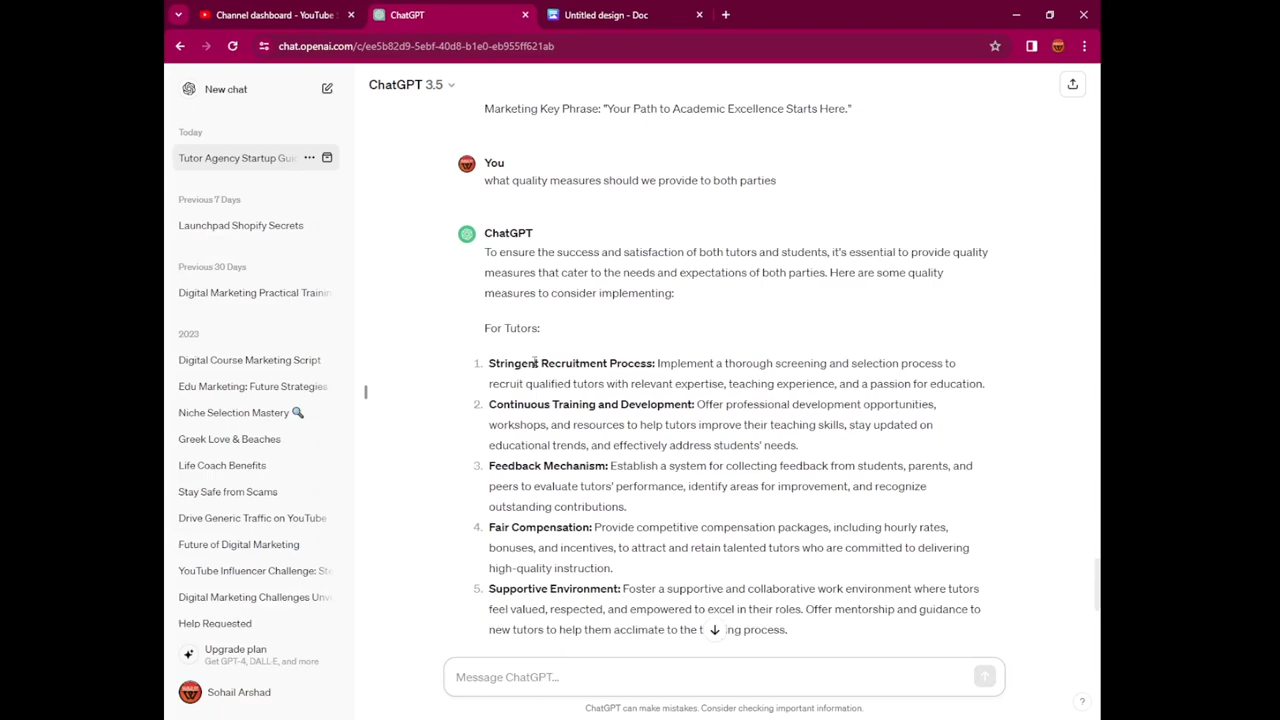 Channel dashboard - YouTube
ChatGPT
Untitled design - Doc
chat.openai.com/c/ee5b82d9-5ebf-40d8-b1e0-eb955ff621ab
New chat
Today
Tutor Agency Startup Gui
Previous 7 Days
Launchpad Shopify Secrets
Previous 30 Days
Digital Marketing Practical Trainin
2023
Digital Course Marketing Script
Edu Marketing: Future Strategies
Niche Selection Mastery 🔍
Greek Love & Beaches
Life Coach Benefits
Stay Safe from Scams
Drive Generic Traffic on YouTube
Future of Digital Marketing
YouTube Influencer Challenge: Ste
Digital Marketing Challenges Unv
Help Requested
Upgrade plan
Get GPT-4, DALL·E, and more
Sohail Arshad
ChatGPT 3.5
Marketing Key Phrase: "Your Path to Academic Excellence Starts Here."
You
what quality measures should we provide to both parties
ChatGPT
To ensure the success and satisfaction of both tutors and students, it's essential to provide quality
measures that cater to the needs and expectations of both parties. Here are some quality
measures to consider implementing:
For Tutors:
1. Stringent Recruitment Process: Implement a thorough screening and selection process to
recruit qualified tutors with relevant expertise, teaching experience, and a passion for education.
2. Continuous Training and Development: Offer professional development opportunities,
workshops, and resources to help tutors improve their teaching skills, stay updated on
educational trends, and effectively address students' needs.
3. Feedback Mechanism: Establish a system for collecting feedback from students, parents, and
peers to evaluate tutors' performance, identify areas for improvement, and recognize
outstanding contributions.
4. Fair Compensation: Provide competitive compensation packages, including hourly rates,
bonuses, and incentives, to attract and retain talented tutors who are committed to delivering
high-quality instruction.
5. Supportive Environment: Foster a supportive and collaborative work environment where tutors
feel valued, respected, and empowered to excel in their roles. Offer mentorship and guidance to
new tutors to help them acclimate to the t ng process.
Message ChatGPT...
ChatGPT can make mistakes. Consider checking important information.
?